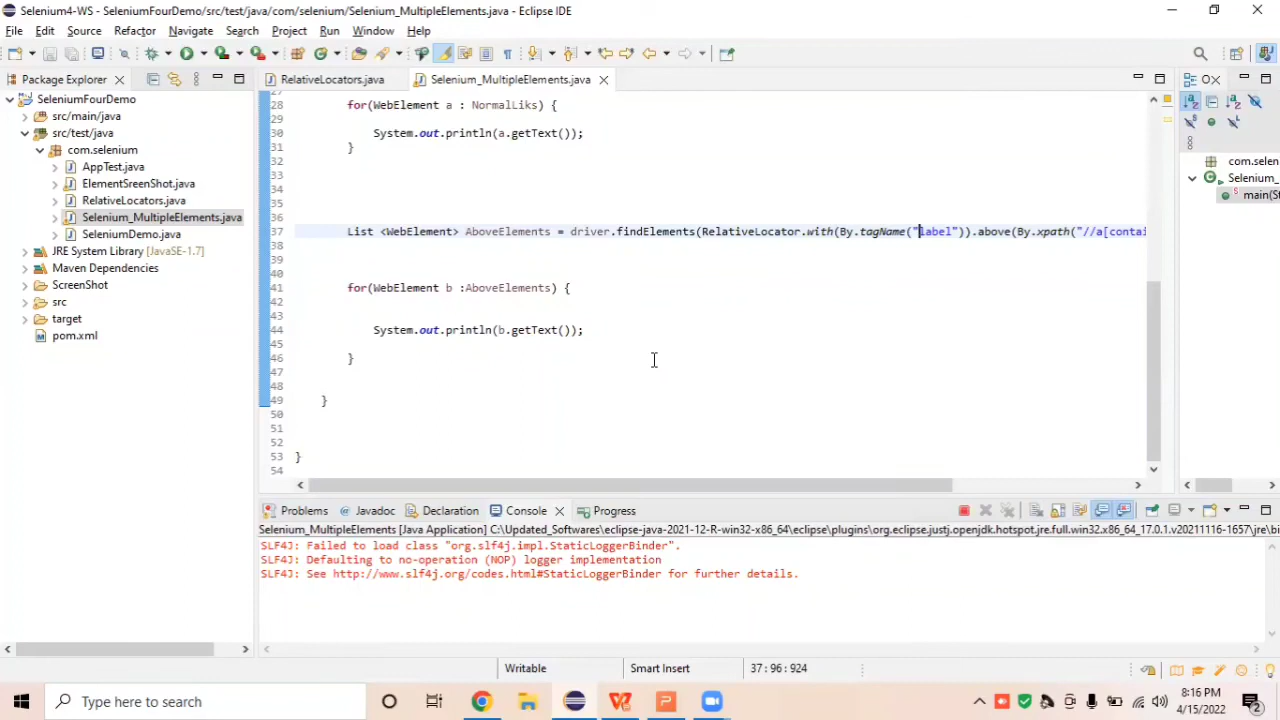 Selenium4-WS - SeleniumFourDemo/src/test/java/com/selenium/Selenium_MultipleElements.java - Eclipse IDE
File Edit Source Refactor Navigate Search Project Run Window Help
Package Explorer
RelativeLocators.java
Selenium_MultipleElements.java
SeleniumFourDemo
src/main/java
src/test/java
com.selenium
AppTest.java
ElementSreenShot.java
RelativeLocators.java
Selenium_MultipleElements.java
SeleniumDemo.java
JRE System Library [JavaSE-1.7]
Maven Dependencies
ScreenShot
src
target
pom.xml
27
28 for(WebElement a : NormalLiks) {
29
30 System.out.println(a.getText());
31 }
32
33
34
35
36
37 List <WebElement> AboveElements = driver.findElements(RelativeLocator.with(By.tagName("label")).above(By.xpath("//a[contai
38
39
40
41 for(WebElement b :AboveElements) {
42
43
44 System.out.println(b.getText());
45
46 }
47
48
49 }
50
51
52
53 }
54
com.selen
Selenium_
main(S
Problems Javadoc Declaration Console Progress
Selenium_MultipleElements [Java Application] C:\Updated_Softwares\eclipse-java-2021-12-R-win32-x86_64\eclipse\plugins\org.eclipse.justj.openjdk.hotspot.jre.full.win32.x86_64_17.0.1.v20211116-1657\jre\bin
SLF4J: Failed to load class "org.slf4j.impl.StaticLoggerBinder".
SLF4J: Defaulting to no-operation (NOP) logger implementation
SLF4J: See http://www.slf4j.org/codes.html#StaticLoggerBinder for further details.
Writable Smart Insert 37:96:924
Type here to search
8:16 PM
4/15/2022
2